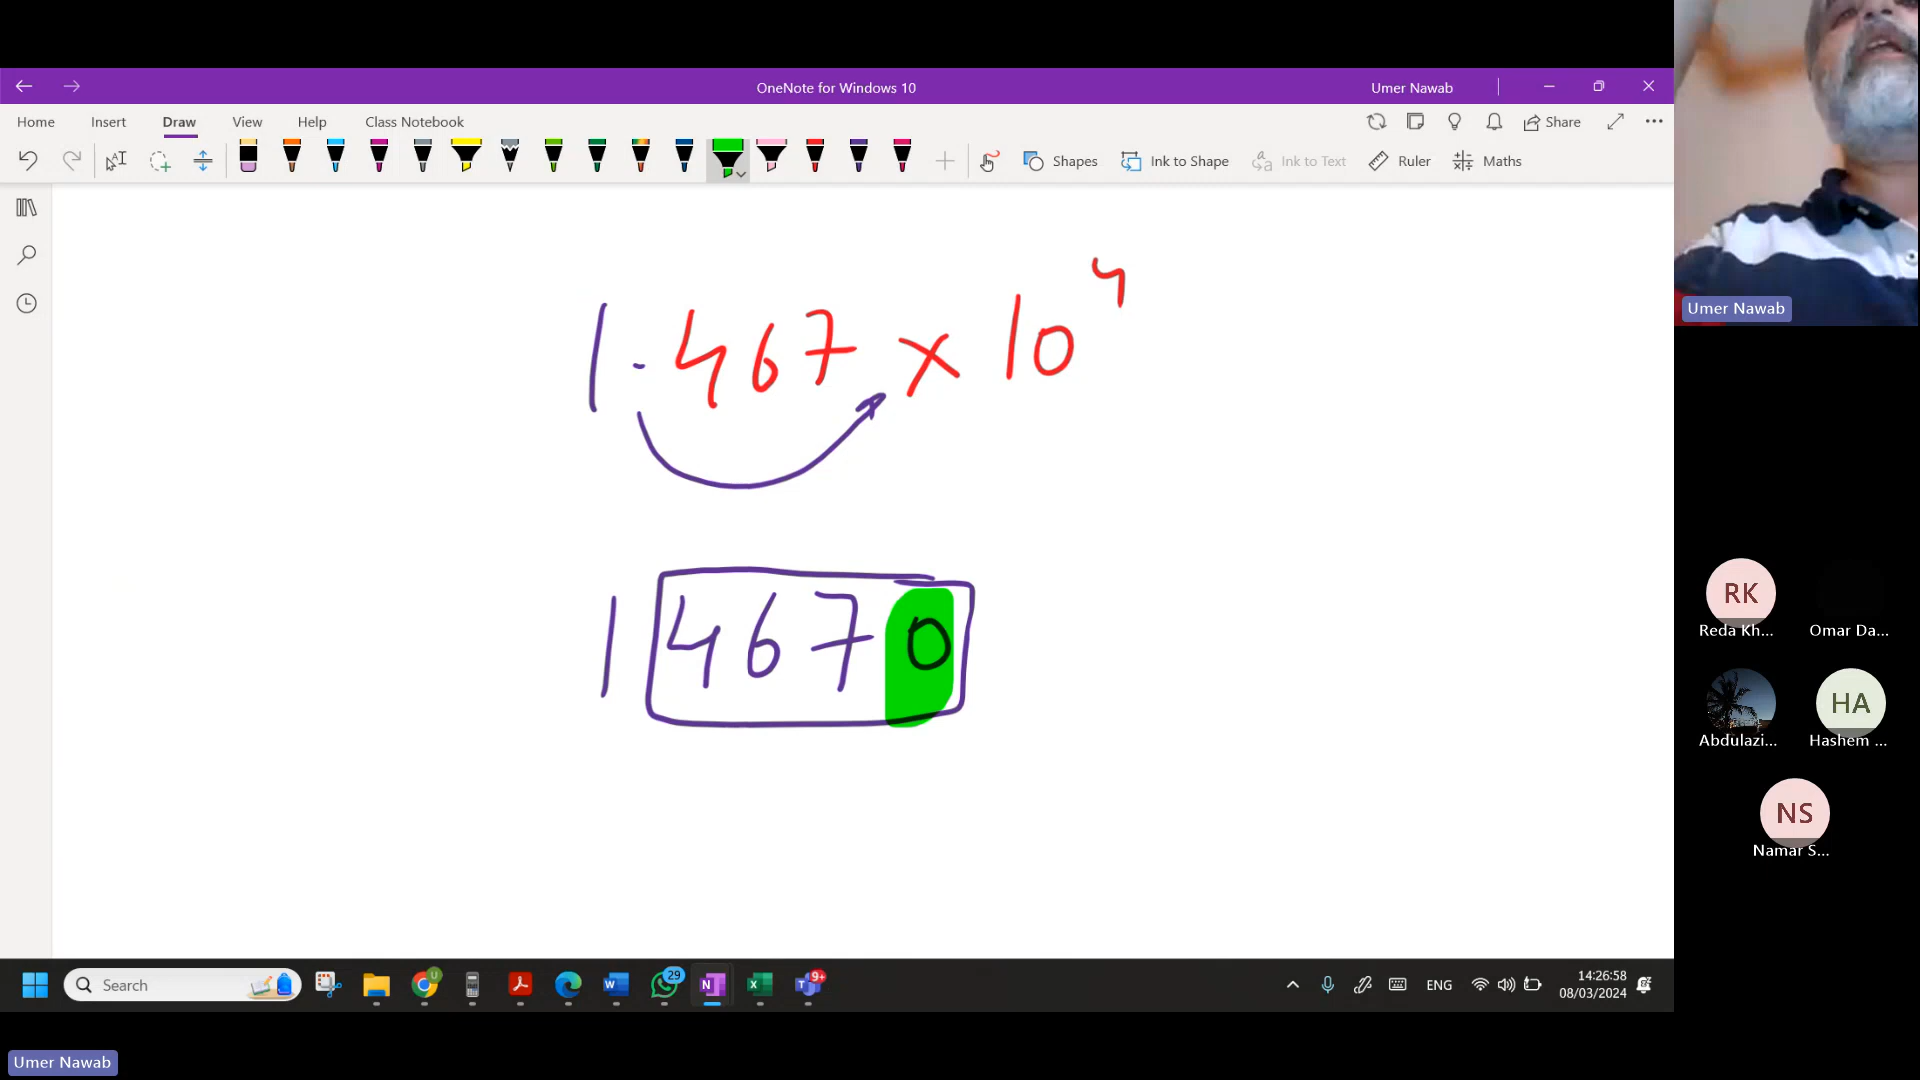 OneNote for Windows 10
Umer Nawab
Home Insert Draw View Help Class Notebook
Share
Shapes Ink to Shape Ink to Text Ruler Maths
1.467 x 10⁴
14670
Umer Nawab
RK
Reda Kh...
Omar Da...
Abdulazi...
HA
Hashem ...
NS
Namar S...
Search
U
29
9+
ENG
14:26:58
08/03/2024
Umer Nawab